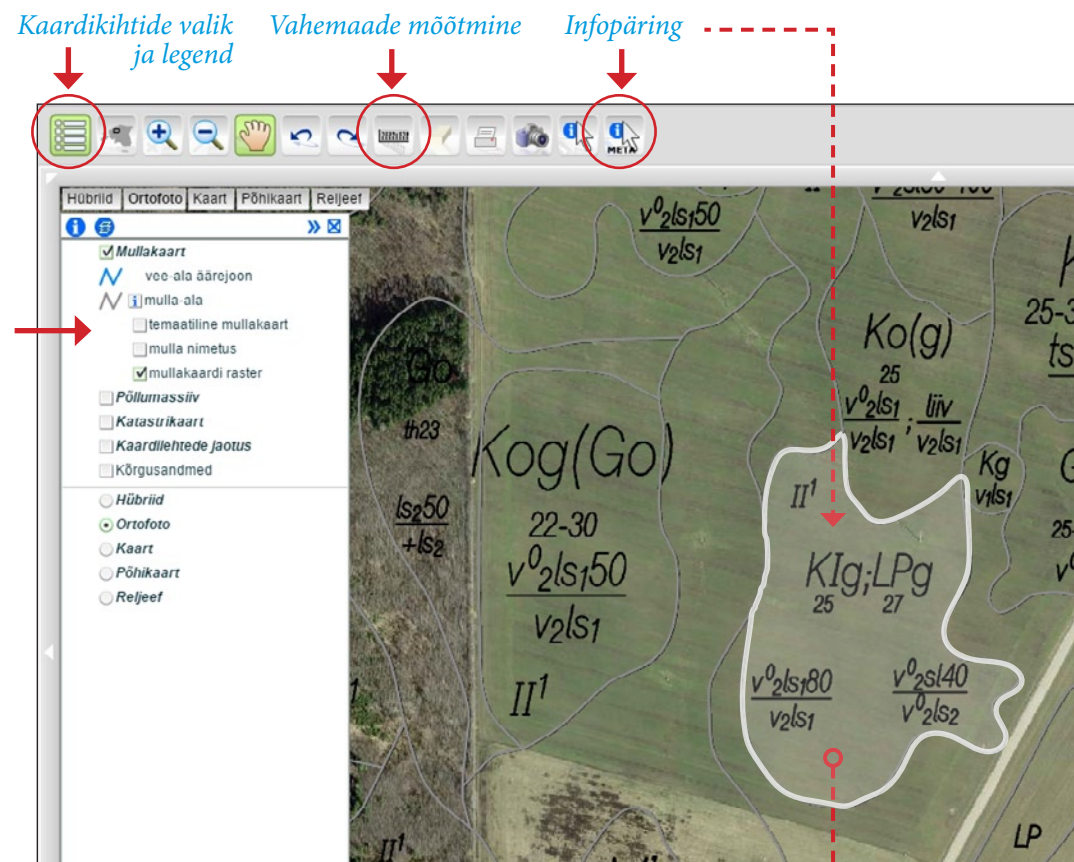 Kaardikihtide valik
ja legend
Vahemaade mõõtmine
Infopäring
META
Hübriid Ortofoto Kaart Põhikaart Reljeef
Mullakaart
vee-ala äärejoon
mulla-ala
temaatiline mullakaart
mulla nimetus
mullakaardi raster
Põllumassiiv
Katastrikaart
Kaardilehtede jaotus
Kõrgusandmed
Hübriid
Ortofoto
Kaart
Põhikaart
Reljeef
v⁰₂ls₁50
v₂ls₁
v₂ls₁
Go
th23
ls₂50
+ls₂
Kog(Go)
22-30
v⁰₂ls₁50
v₂ls₁
II¹
Ko(g)
25
v⁰₂ls₁ ; liiv
v₂ls₁ v₂ls₁
Kg
v₁ls₁
II¹
KIg;LPg
25 27
v⁰₂ls₁80 v⁰₂sl40
v₂ls₁ v⁰₂ls₂
LP
II¹